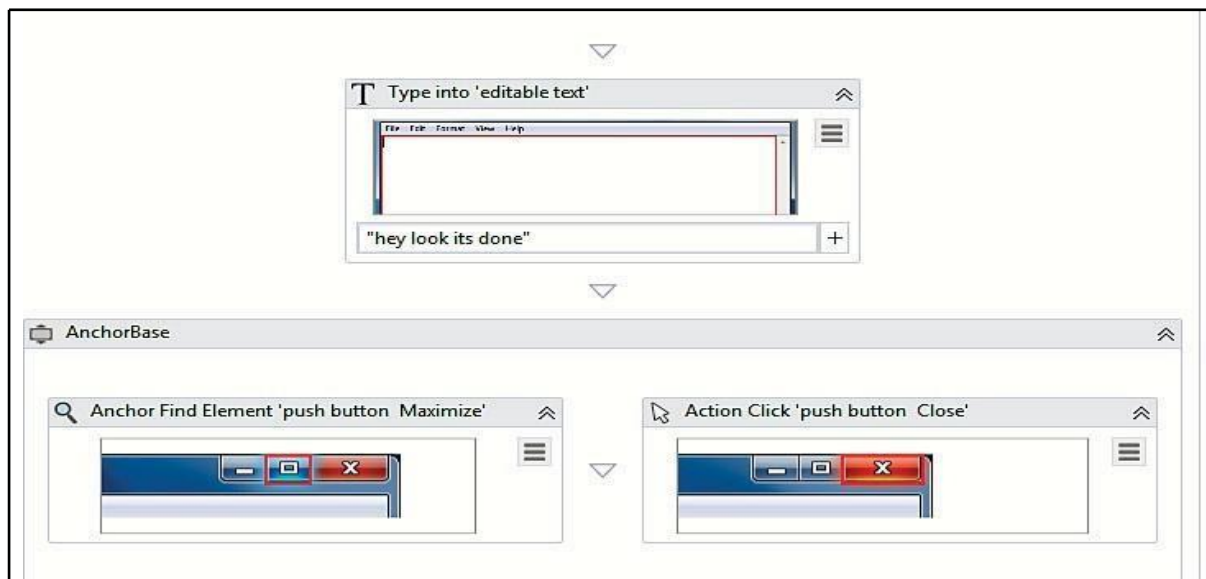 T Type into 'editable text'
File Edit Format View Help
"hey look its done" +
AnchorBase
Anchor Find Element 'push button Maximize'
Action Click 'push button Close'